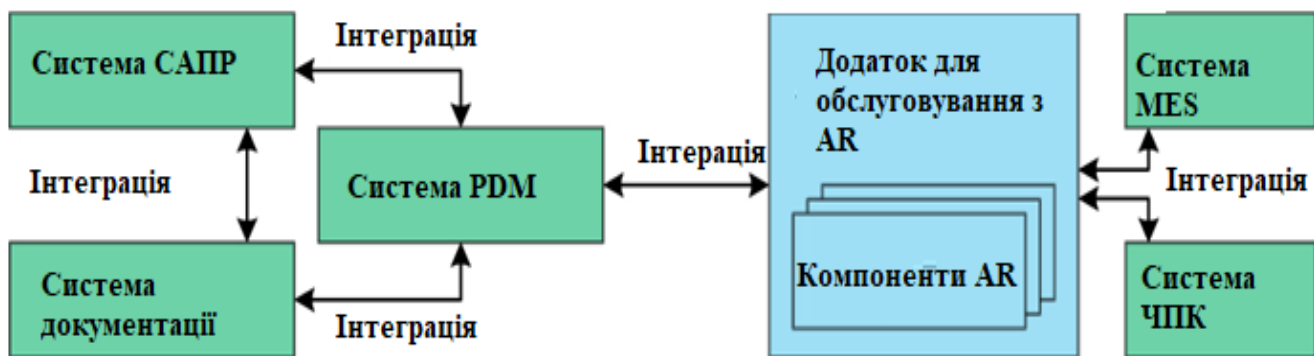 Система САПР
Інтеграція
Інтеграція
Система
документації
Система PDM
Інтеграція
Інтерація
Додаток для
обслуговування з
AR
Компоненти AR
Система
MES
Інтеграція
Система
ЧПК